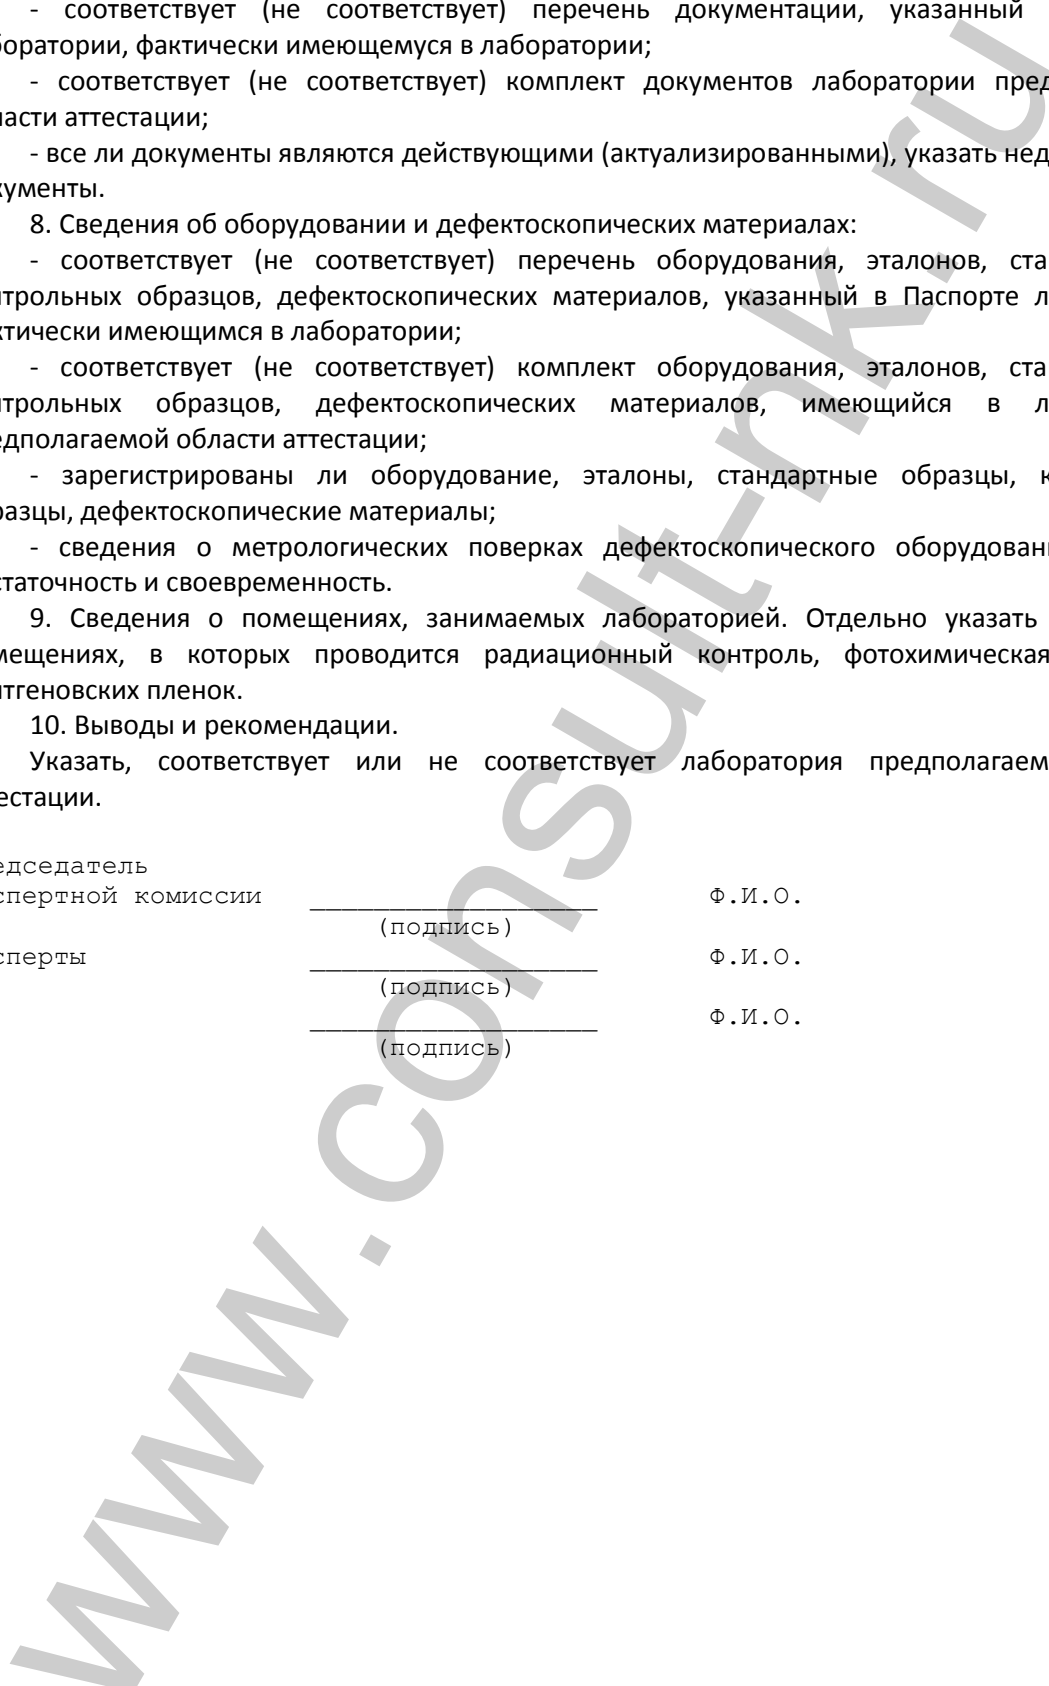 - соответствует (не соответствует) перечень документации, указанный
боратории, фактически имеющемуся в лаборатории;
- соответствует (не соответствует) комплект документов лаборатории пред
ласти аттестации;
- все ли документы являются действующими (актуализированными), указать нед
кументы.
8. Сведения об оборудовании и дефектоскопических материалах:
- соответствует (не соответствует) перечень оборудования, эталонов, ста
нтрольных образцов, дефектоскопических материалов, указанный в Паспорте л
ктически имеющимся в лаборатории;
- соответствует (не соответствует) комплект оборудования, эталонов, ста
нтрольных образцов, дефектоскопических материалов, имеющийся в л
едполагаемой области аттестации;
- зарегистрированы ли оборудование, эталоны, стандартные образцы, к
разцы, дефектоскопические материалы;
- сведения о метрологических поверках дефектоскопического оборудован
статочность и своевременность.
9. Сведения о помещениях, занимаемых лабораторией. Отдельно указать
мещениях, в которых проводится радиационный контроль, фотохимическая
нтгеновских пленок.
10. Выводы и рекомендации.
Указать, соответствует или не соответствует лаборатория предполагаем
естации.
едседатель
спертной комиссии __________________ Ф.И.О.
(подпись)
сперты __________________ Ф.И.О.
(подпись)
__________________ Ф.И.О.
(подпись)
www.consult-nk.ru